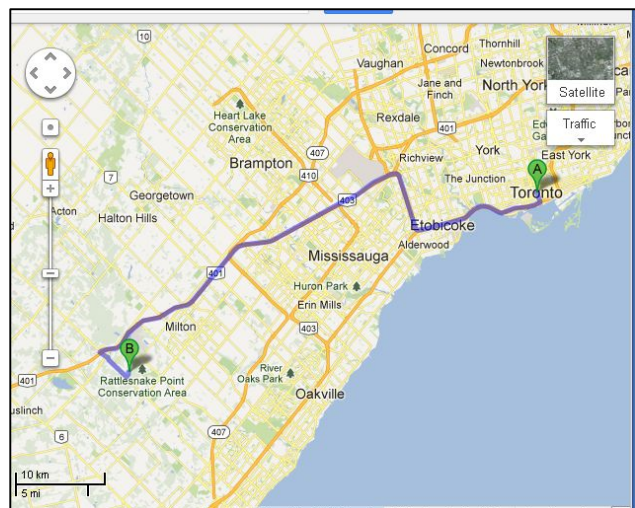 10
Vaughan
Concord
Thornhill
Newtonbrook
Satellite
Jane and
Finch
North York
Traffic
Heart Lake
Conservation
Area
Rexdale
401
407
Richview
York
East York
Brampton
410
The Junction
A
Toronto
7
Georgetown
Acton
Halton Hills
403
Etobicoke
Alderwood
Mississauga
401
Huron Park
Erin Mills
Milton
403
B
River
Oaks Park
Rattlesnake Point
Conservation Area
401
Oakville
6
407
10 km
5 mi